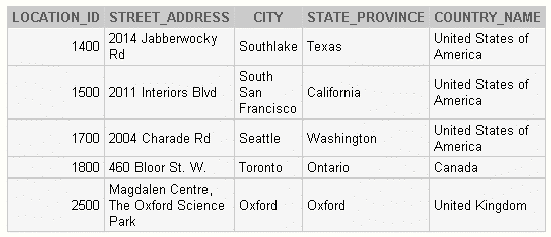 LOCATION_ID STREET_ADDRESS CITY STATE_PROVINCE COUNTRY_NAME
1400 2014 Jabberwocky Rd Southlake Texas United States of America
1500 2011 Interiors Blvd South San Francisco California United States of America
1700 2004 Charade Rd Seattle Washington United States of America
1800 460 Bloor St. W. Toronto Ontario Canada
2500 Magdalen Centre, The Oxford Science Park Oxford Oxford United Kingdom